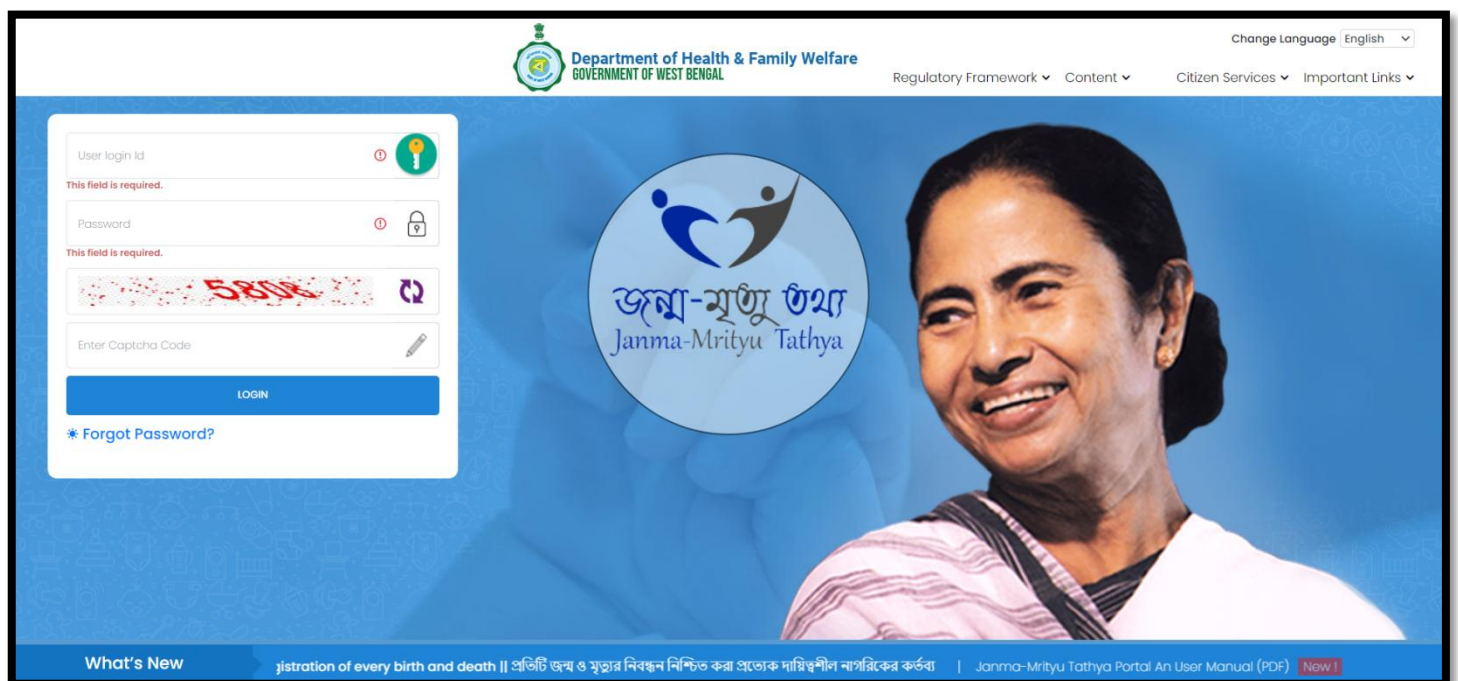 Department of Health & Family Welfare
GOVERNMENT OF WEST BENGAL
Change Language English
Regulatory Framework Content Citizen Services Important Links
User login Id
This field is required.
Password
This field is required.
5808
Enter Captcha Code
LOGIN
Forgot Password?
জন্ম-মৃত্যু তথ্য
Janma-Mrityu Tathya
What's New
gistration of every birth and death || প্রতিটি জন্ম ও মৃত্যুর নিবন্ধন নিশ্চিত করা প্রত্যেক দায়িত্বশীল নাগরিকের কর্তব্য | Janma-Mrityu Tathya Portal An User Manual (PDF) New !